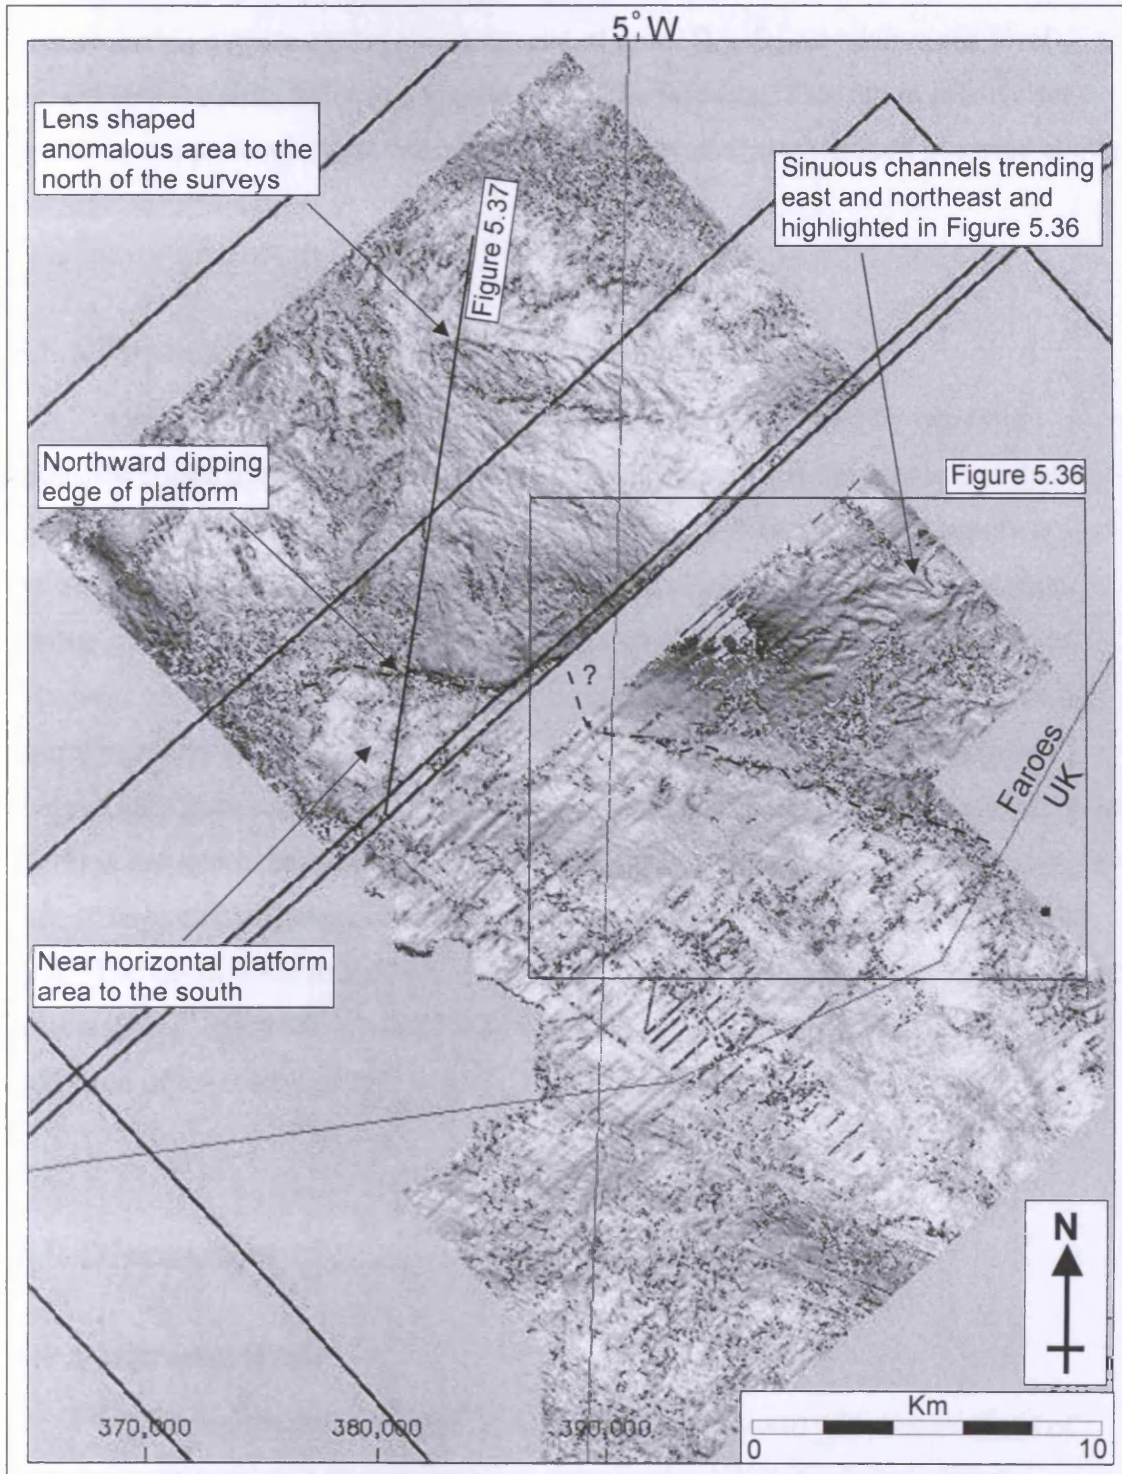 5° W
Lens shaped
anomalous area to the
north of the surveys
Figure 5.37
Sinuous channels trending
east and northeast and
highlighted in Figure 5.36
Northward dipping
edge of platform
Figure 5.36
?
Faroes
UK
Near horizontal platform
area to the south
N
370,000
380,000
390,000
Km
0
10